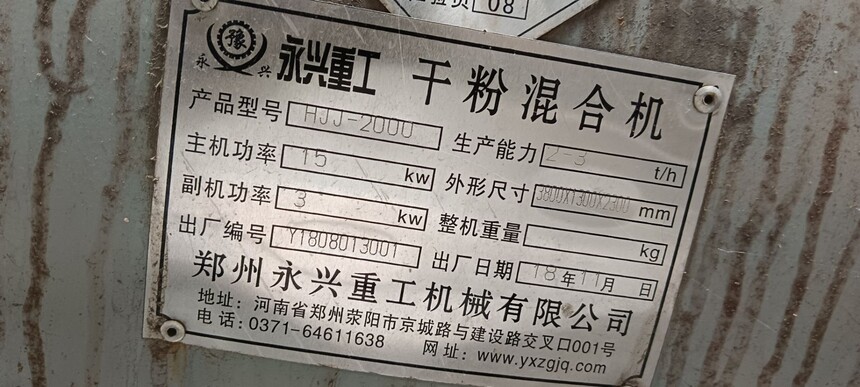 检验员 08
豫
永 兴 永兴重工 干粉混合机
产品型号 HJJ-2000 生产能力 2-3 t/h
主机功率 15 kw 外形尺寸 3800X1300X2300 mm
副机功率 3 kw 整机重量 kg
出厂编号 Y1808013001 出厂日期 18年11月 日
郑州永兴重工机械有限公司
地址：河南省郑州荥阳市京城路与建设路交叉口001号
电话：0371-64611638 网址：www.yxzgjq.com